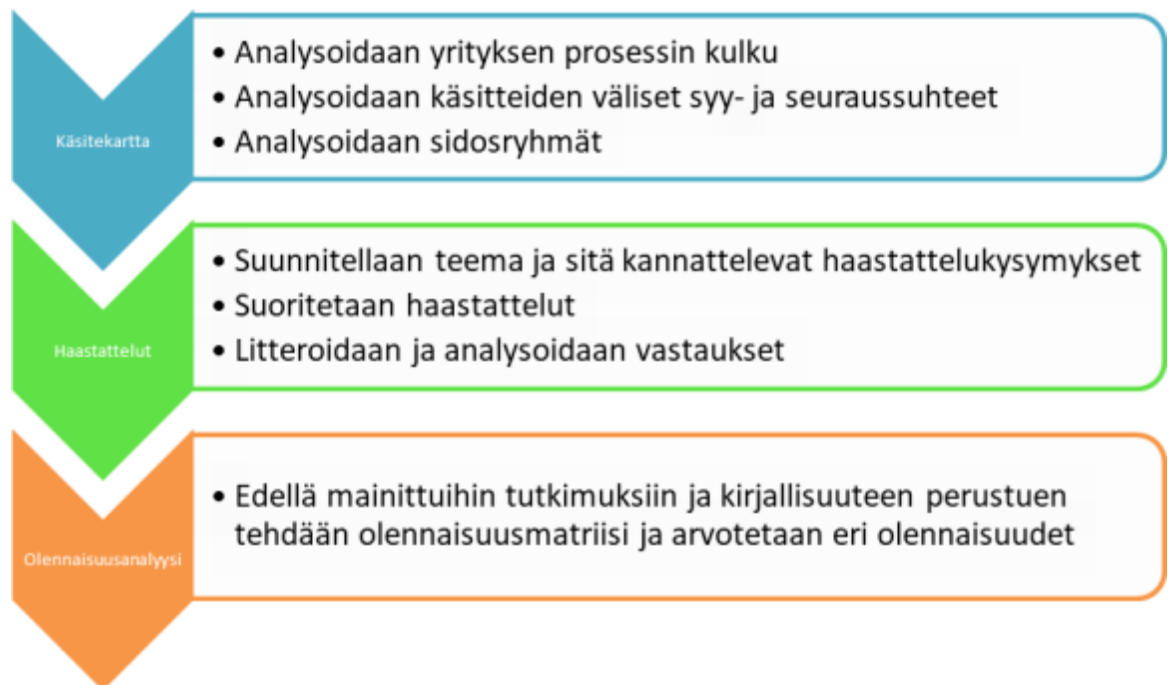 Käsitekartta
• Analysoidaan yrityksen prosessin kulku
• Analysoidaan käsitteiden väliset syy- ja seuraussuhteet
• Analysoidaan sidosryhmät
Haastattelut
• Suunnitellaan teema ja sitä kannattelevat haastattelukysymykset
• Suoritetaan haastattelut
• Litteroidaan ja analysoidaan vastaukset
Olennaisuusanalyysi
• Edellä mainittuihin tutkimuksiin ja kirjallisuuteen perustuen
tehdään olennaisuusmatriisi ja arvotetaan eri olennaisuudet